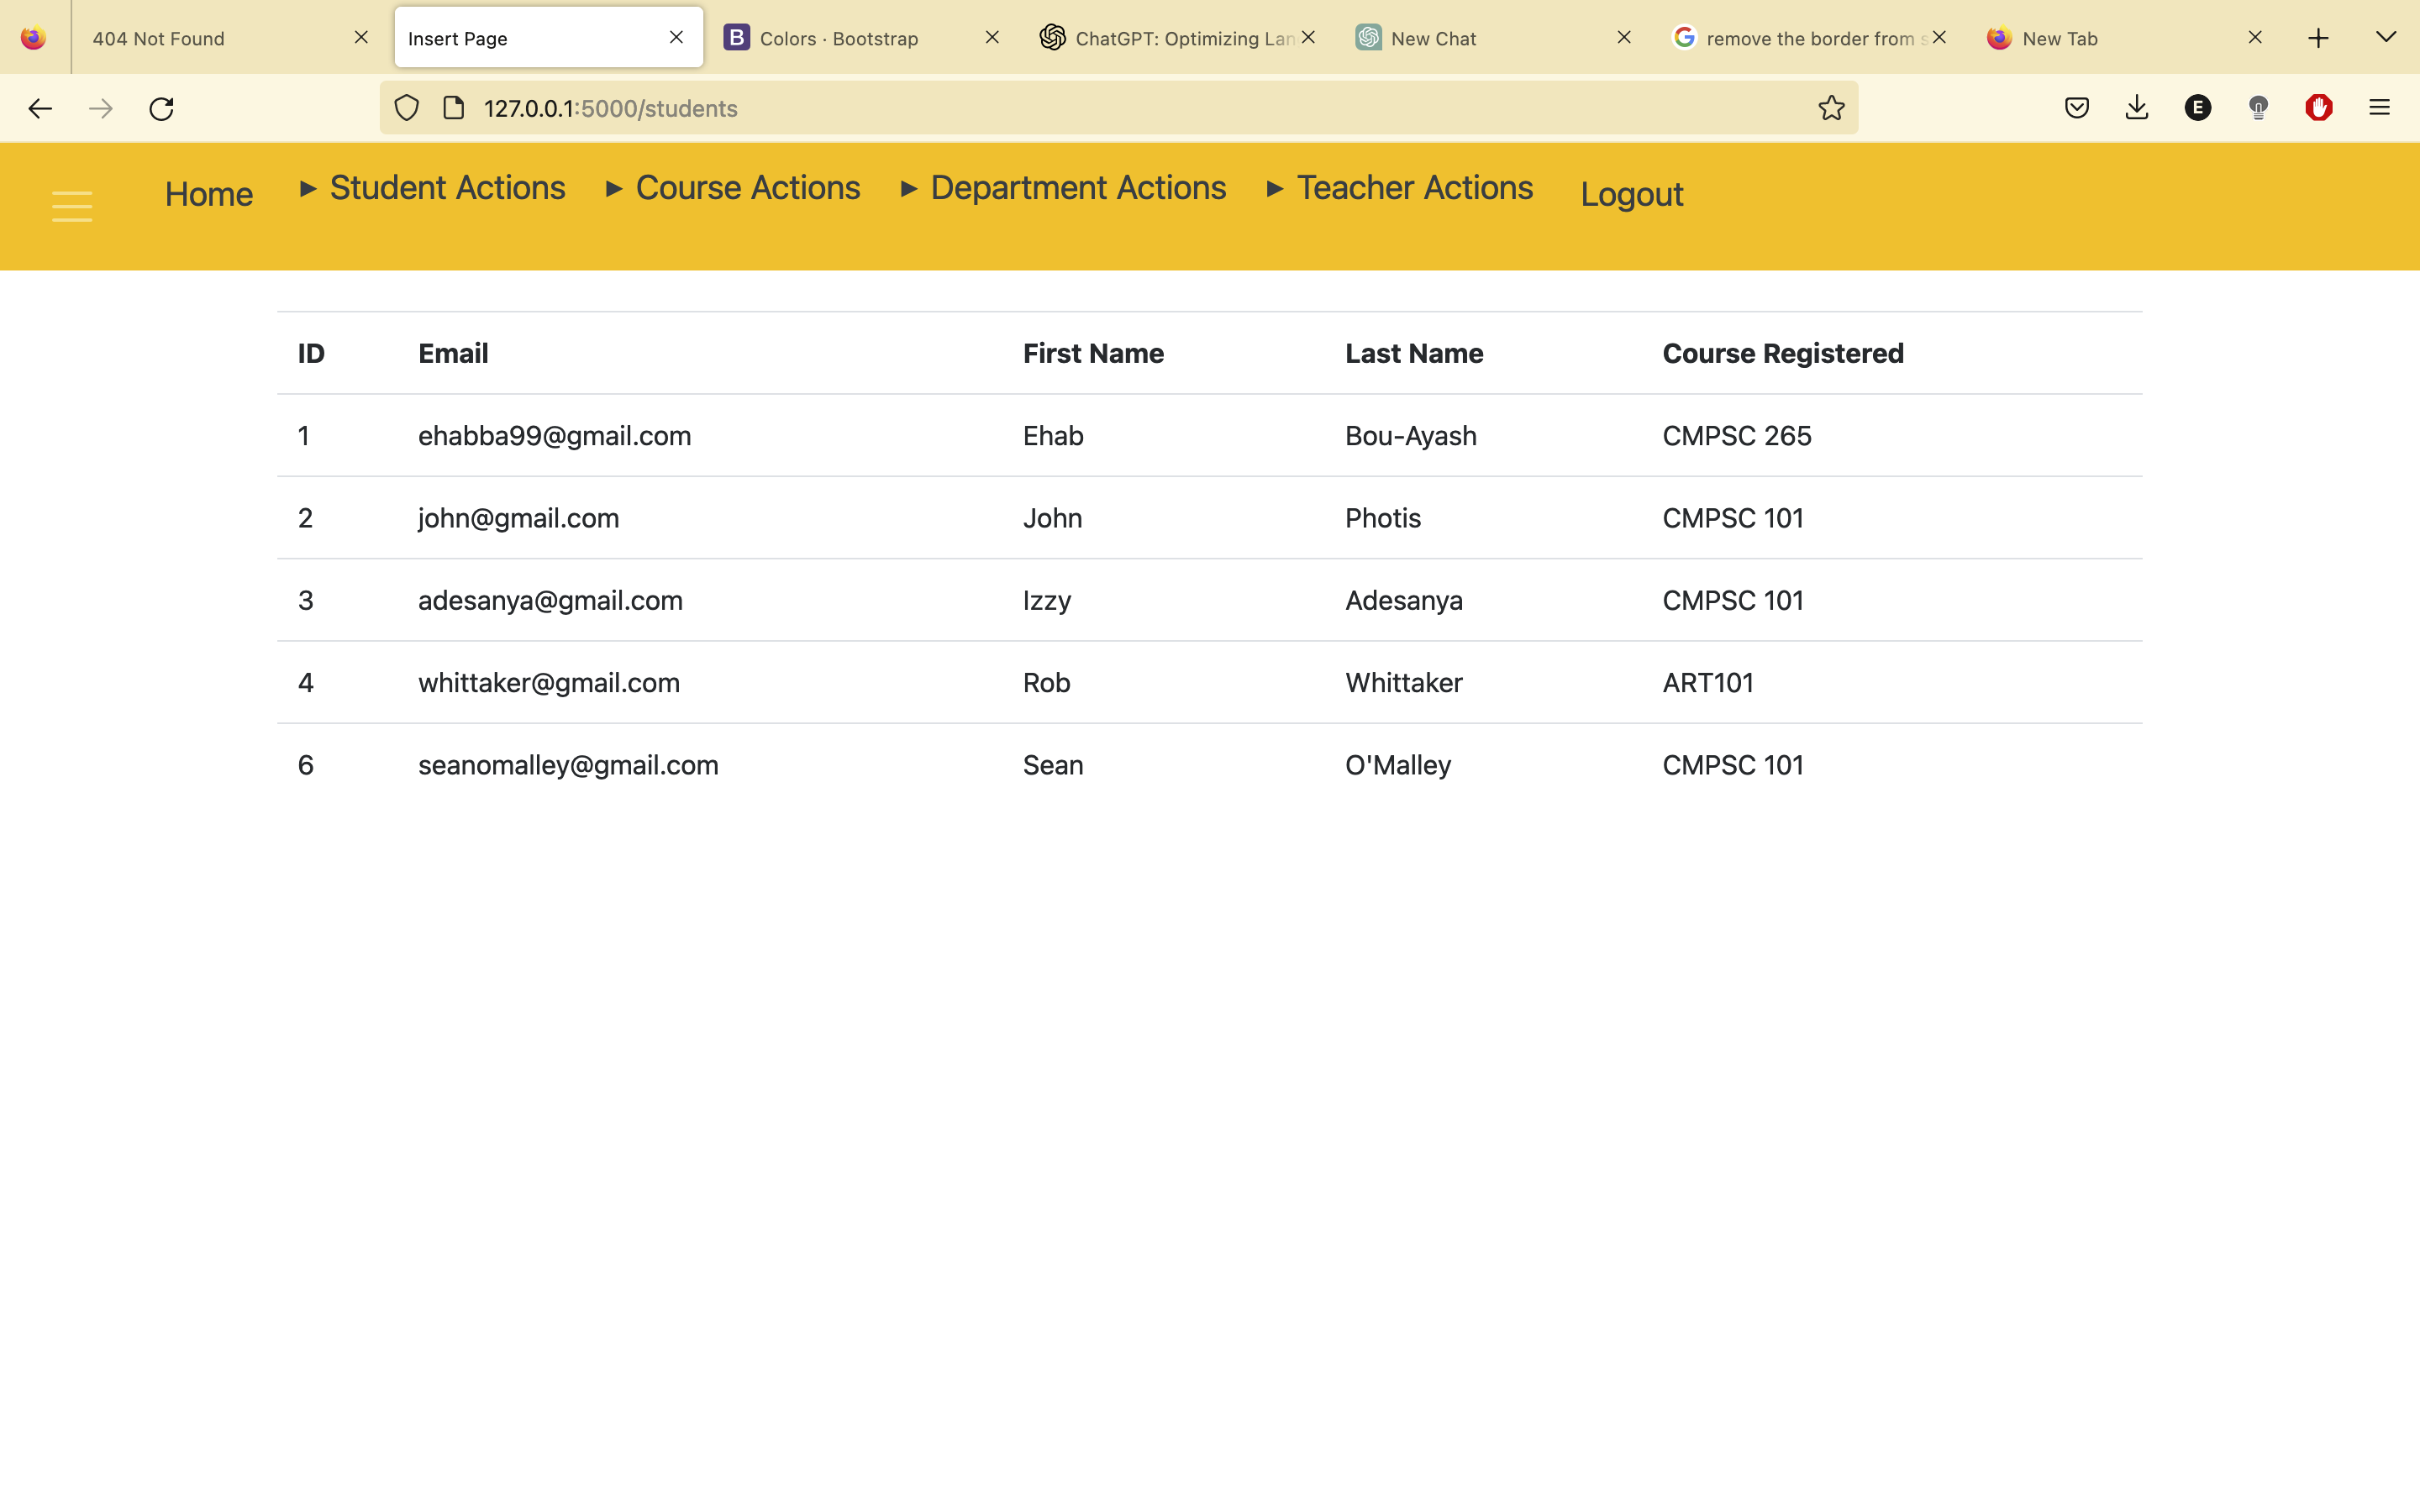 404 Not Found Insert Page B Colors · Bootstrap ChatGPT: Optimizing Lan New Chat G remove the border from s New Tab
127.0.0.1:5000/students E
Home ▶ Student Actions ▶ Course Actions ▶ Department Actions ▶ Teacher Actions Logout
ID Email First Name Last Name Course Registered
1 ehabba99@gmail.com Ehab Bou-Ayash CMPSC 265
2 john@gmail.com John Photis CMPSC 101
3 adesanya@gmail.com Izzy Adesanya CMPSC 101
4 whittaker@gmail.com Rob Whittaker ART101
6 seanomalley@gmail.com Sean O'Malley CMPSC 101